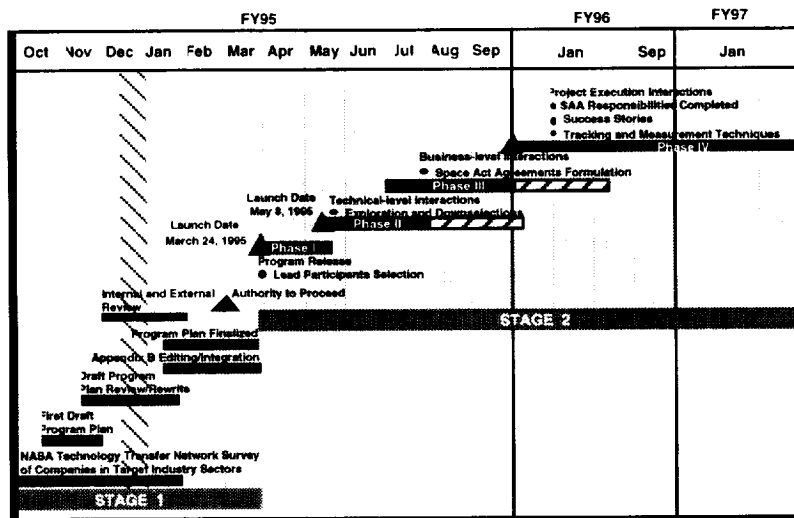 FY95 FY96 FY97
Oct Nov Dec Jan Feb Mar Apr May Jun Jul Aug Sep Jan Sep Jan
Project Execution Interactions
SAA Responsibilities Completed
Success Stories
Tracking and Measurement Techniques
Phase IV
Business-level Interactions
Space Act Agreements Formulation
Phase III
Launch Date
May 8, 1995
Technical-level Interactions
Exploration and Downselections
Phase II
Launch Date
March 24, 1995
Phase I
Program Release
Lead Participants Selection
Internal and External
Review
Authority to Proceed
STAGE 2
Program Plan Finalized
Appendix B Editing/Integration
Draft Program
Plan Review/Rewrite
First Draft
Program Plan
NASA Technology Transfer Network Survey
of Companies in Target Industry Sectors
STAGE 1